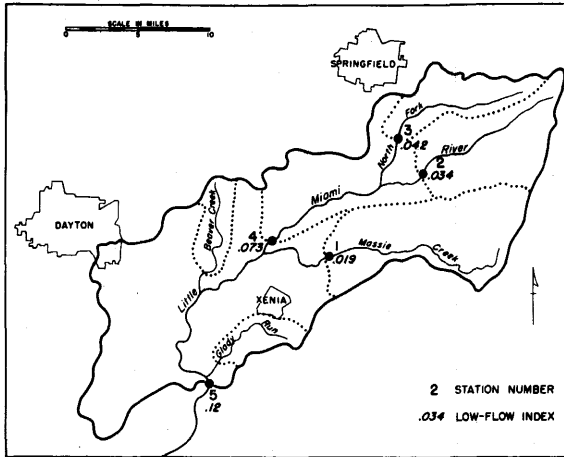 SCALE IN MILES
0 5 10
SPRINGFIELD
North Fork
3
.042
River
2
.034
DAYTON
Beaver Creek
Miami
4
.073
1
.019
Massie Creek
Little
XENIA
Glady Run
5
.12
2 STATION NUMBER
.034 LOW-FLOW INDEX